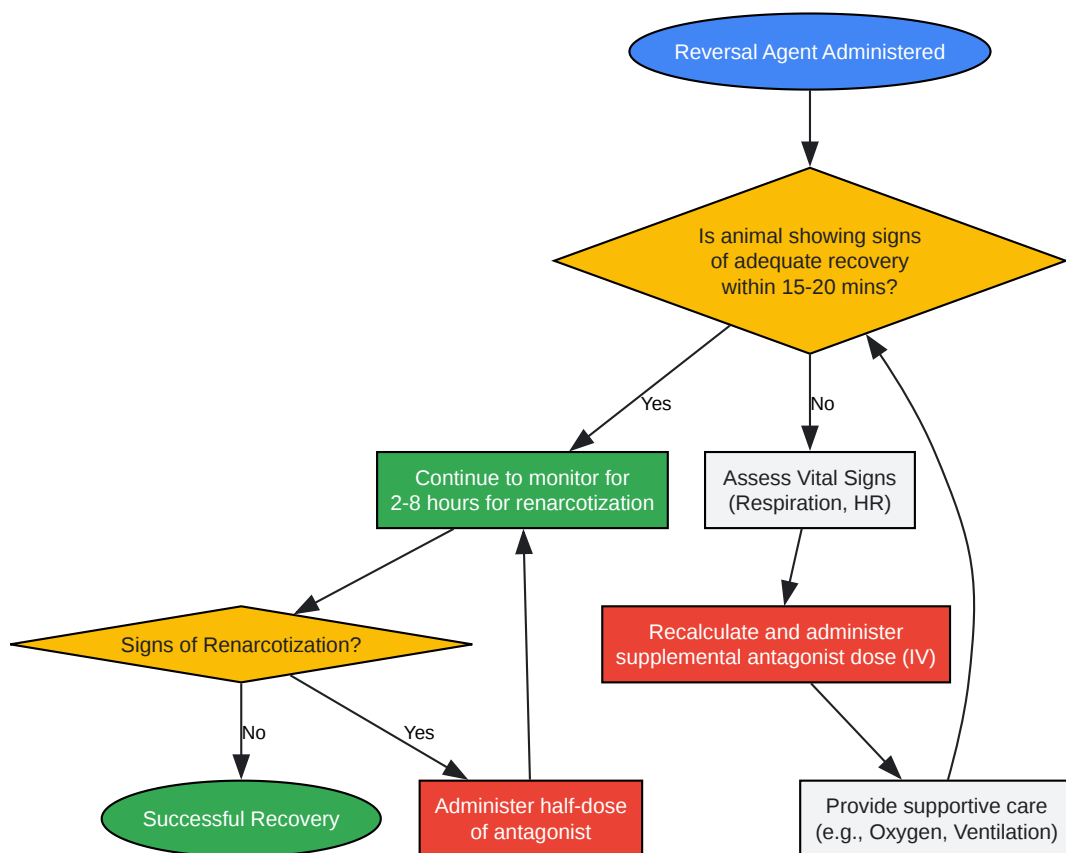 Reversal Agent Administered
Is animal showing signs
of adequate recovery
within 15-20 mins?
Yes
No
Continue to monitor for
2-8 hours for renarcotization
Assess Vital Signs
(Respiration, HR)
Signs of Renarcotization?
Recalculate and administer
supplemental antagonist dose (IV)
No
Yes
Successful Recovery
Administer half-dose
of antagonist
Provide supportive care
(e.g., Oxygen, Ventilation)